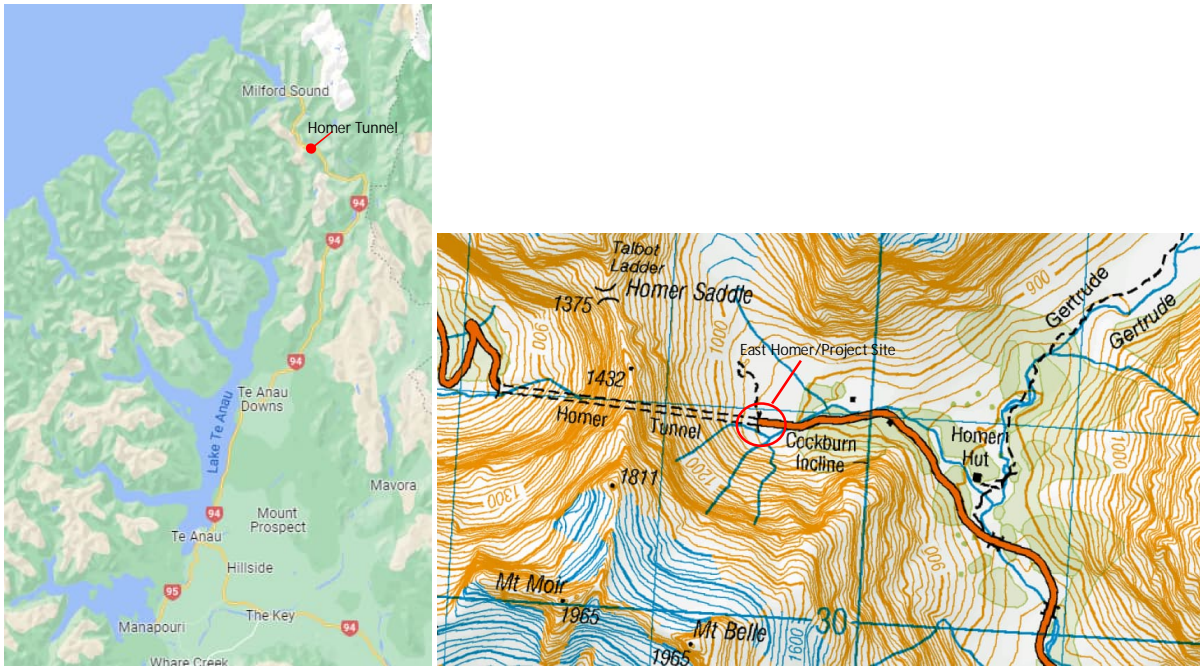 Milford Sound
Homer Tunnel
94
94
94
Te Anau
Downs
Lake Te Anau
Mavora
94
Mount
Prospect
Te Anau
Hillside
95
The Key
94
Manapouri
Whare Creek
Talbot
Ladder
Homer Saddle
1375
900
1000
900
Gertrude
Gertrude
East Homer/Project Site
1432
Homer Tunnel
Cockburn
Incline
Homer
Hut
1000
1200
1811
1300
900
Mt Moir
1965
30
Mt Belle
1600
1965